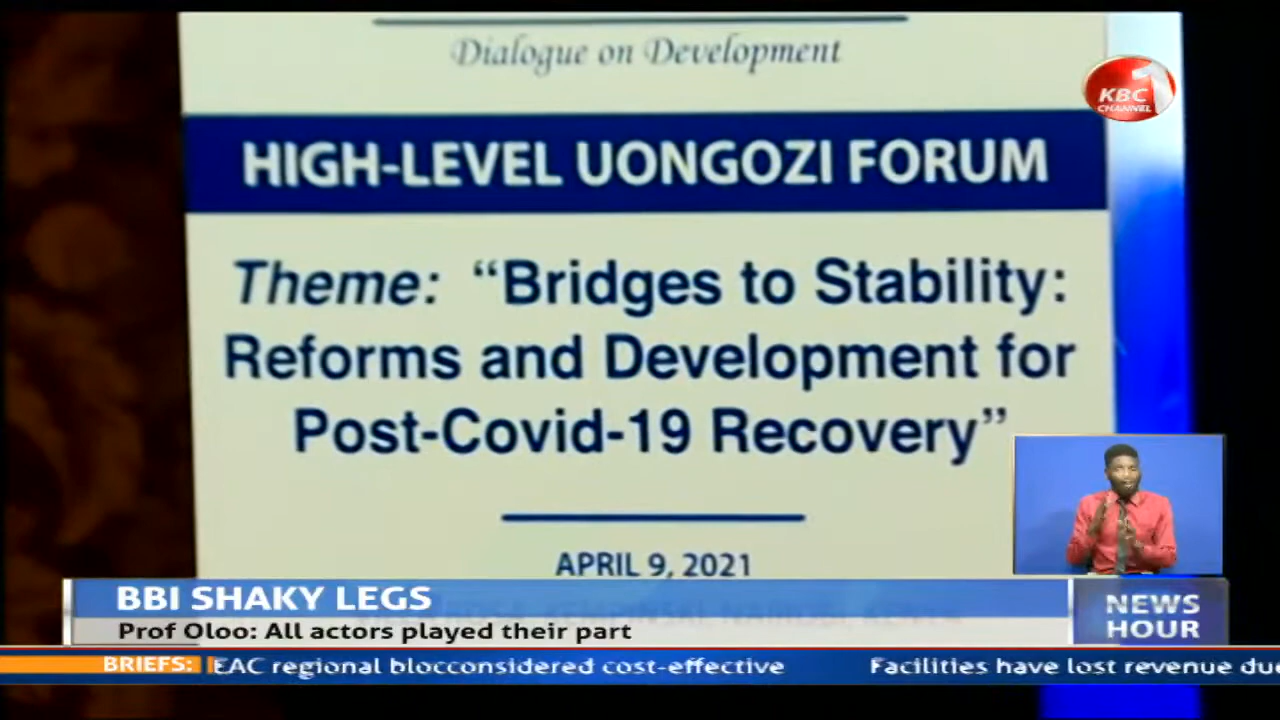 Dialogue on Development
KBC 1
CHANNEL
HIGH-LEVEL UONGOZI FORUM
Theme: “Bridges to Stability:
Reforms and Development for
Post-Covid-19 Recovery”
APRIL 9, 2021
BBI SHAKY LEGS
Prof Oloo: All actors played their part
NEWS
HOUR
BRIEFS: EAC regional blocconsidered cost-effective Facilities have lost revenue due